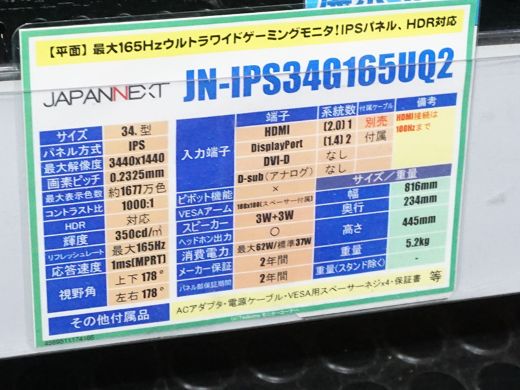 【平面】最大165Hzウルトラワイドゲーミングモニタ!IPSパネル、HDR対応
JAPANNEXT
JN-IPS34G165UQ2
サイズ 34.型
パネル方式 IPS
最大解像度 3440x1440
画素ピッチ 0.2325mm
最大表示色数 約1677万色
コントラスト比 1000:1
HDR 対応
輝度 350cd/㎡
リフレッシュレート 最大165Hz
応答速度 1ms(MPRT)
視野角 上下 178°
左右 178°
その他付属品 ACアダプタ・電源ケーブル・VESA用スペーサーネジx4・保証書 等
端子 系統数 付属ケーブル 備考
入力端子
HDMI (2.0) 1 別売 HDMI接続は
100Hzまで
DisplayPort (1.4) 2 付属
DVI-D なし
D-sub(アナログ) なし
ピボット機能 ×
VESAアーム 100x100(スペーサー付属)
スピーカー 3W+3W
ヘッドホン出力 〇
消費電力 最大62W/標準37W
メーカー保証 2年間
パネル部保証期間 2年間
サイズ/重量
幅 816mm
奥行 234mm
高さ 445mm
重量 5.2kg
重量(スタンド除く) -